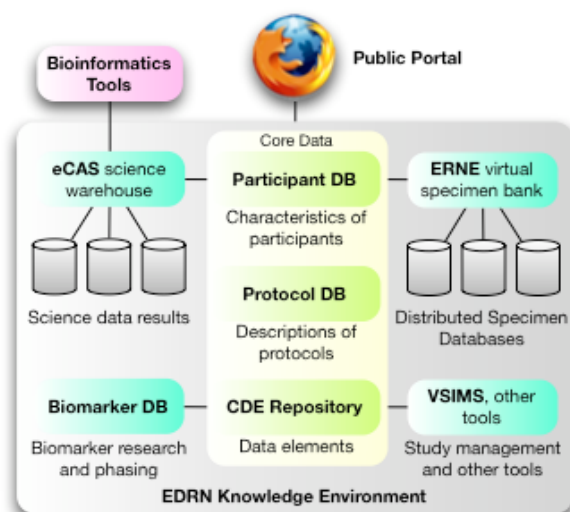 Bioinformatics
Tools
Public Portal
Core Data
eCAS science
warehouse
Participant DB
ERNE virtual
specimen bank
Characteristics of
participants
Protocol DB
Science data results
Descriptions of
protocols
Distributed Specimen
Databases
Biomarker DB
CDE Repository
VSIMS, other
tools
Biomarker research
and phasing
Data elements
Study management
and other tools
EDRN Knowledge Environment